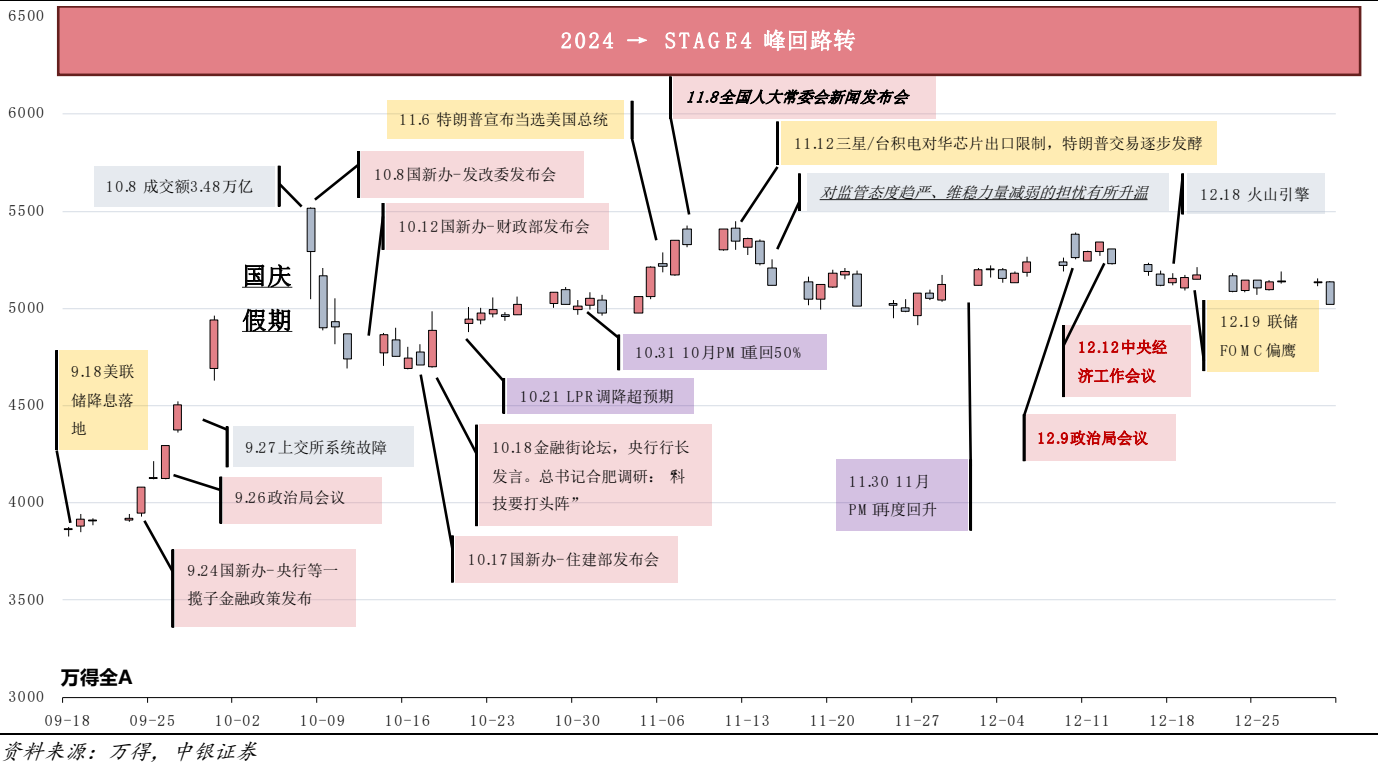 2024 → STAGE4 峰回路转
6500
6000
5500
5000
4500
4000
3500
3000
11.8全国人大常委会新闻发布会
11.6 特朗普宣布当选美国总统
11.12三星/台积电对华芯片出口限制，特朗普交易逐步发酵
10.8 成交额3.48万亿
10.8国新办-发改委发布会
对监管态度趋严、维稳力量减弱的担忧有所升温
12.18 火山引擎
10.12国新办-财政部发布会
国庆
假期
12.19 联储
FOMC偏鹰
10.31 10月PMI重回50%
12.12中央经
济工作会议
9.18美联
储降息落
地
10.21 LPR调降超预期
9.27上交所系统故障
10.18金融街论坛，央行行长
发言。总书记合肥调研：“科
技要打头阵”
12.9政治局会议
9.26政治局会议
11.30 11月
PMI再度回升
10.17国新办-住建部发布会
9.24国新办-央行等一
揽子金融政策发布
万得全A
09-18
09-25
10-02
10-09
10-16
10-23
10-30
11-06
11-13
11-20
11-27
12-04
12-11
12-18
12-25
资料来源：万得，中银证券